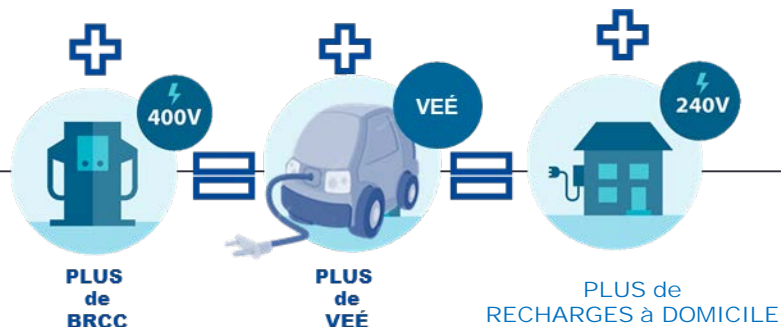 400V
VEÉ
240V
PLUS
de
BRCC
PLUS
de
VEÉ
PLUS de
RECHARGES à DOMICILE